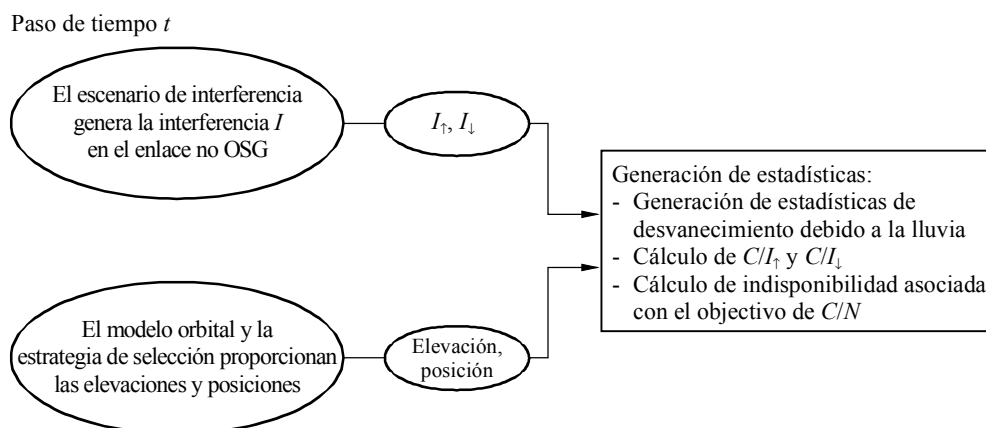 Paso de tiempo t
El escenario de interferencia
genera la interferencia I
en el enlace no OSG
I↑, I↓
Generación de estadísticas:
- Generación de estadísticas de
desvanecimiento debido a la lluvia
- Cálculo de C/I↑ y C/I↓
- Cálculo de indisponibilidad asociada
con el objectivo de C/N
El modelo orbital y la
estrategia de selección proporcionan
las elevaciones y posiciones
Elevación,
posición